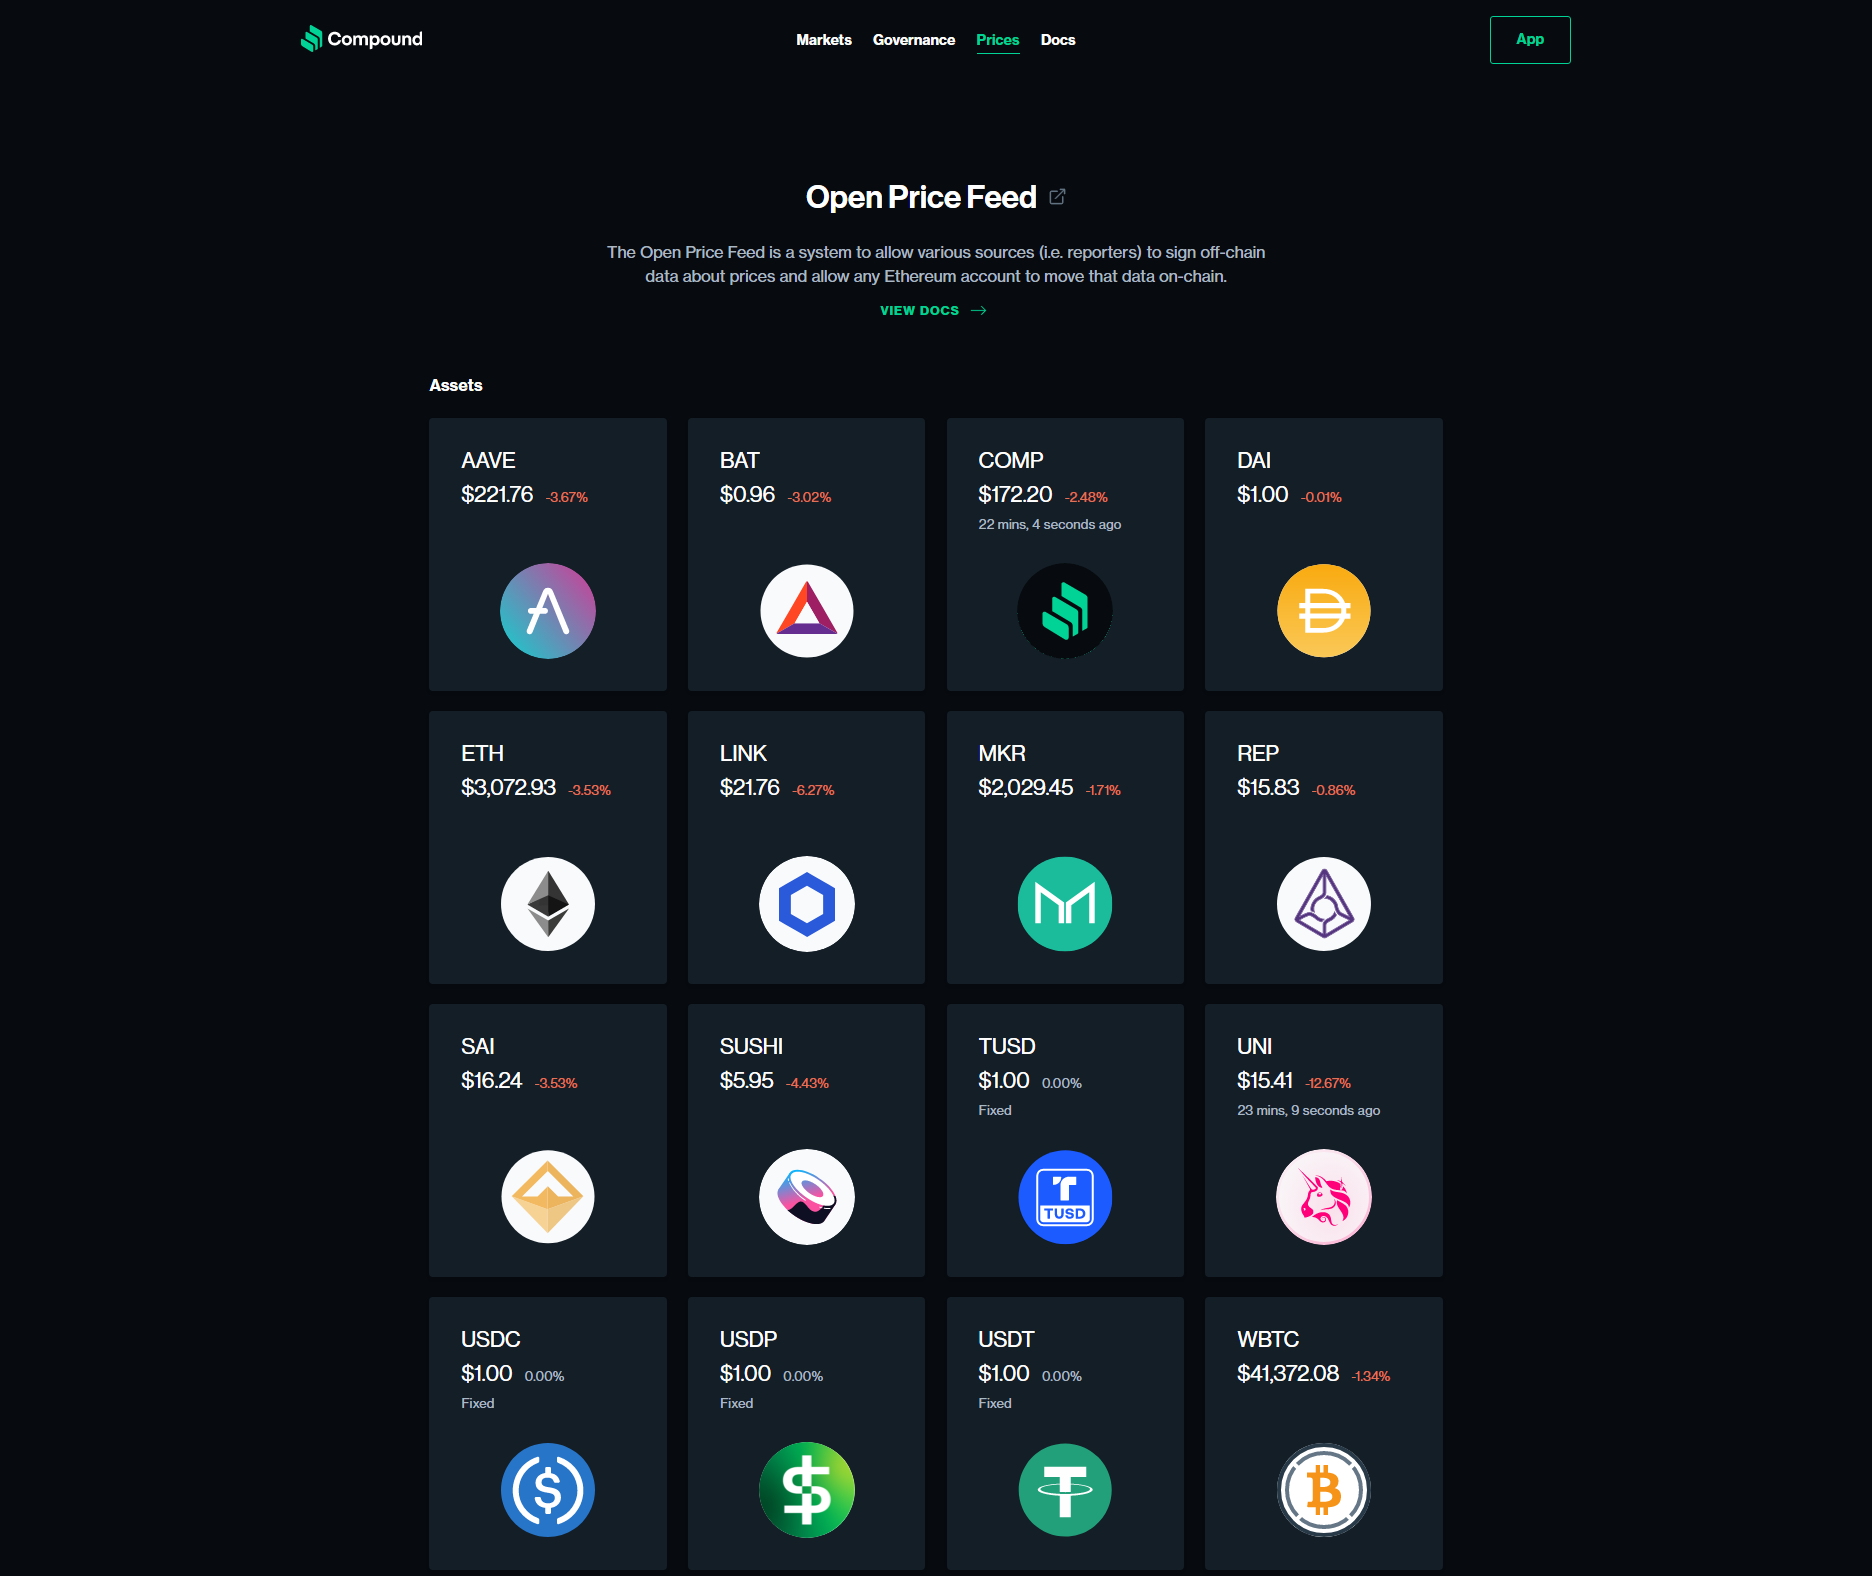 Compound
Markets Governance Prices Docs
App
Open Price Feed
The Open Price Feed is a system to allow various sources (i.e. reporters) to sign off-chain
data about prices and allow any Ethereum account to move that data on-chain.
VIEW DOCS
Assets
AAVE
$221.76 -3.67%
BAT
$0.96 -3.02%
COMP
$172.20 -2.48%
22 mins, 4 seconds ago
DAI
$1.00 -0.01%
ETH
$3,072.93 -3.53%
LINK
$21.76 -6.27%
MKR
$2,029.45 -1.71%
REP
$15.83 -0.86%
SAI
$16.24 -3.53%
SUSHI
$5.95 -4.43%
TUSD
$1.00 0.00%
Fixed
TUSD
UNI
$15.41 -12.67%
23 mins, 9 seconds ago
USDC
$1.00 0.00%
Fixed
USDP
$1.00 0.00%
Fixed
USDT
$1.00 0.00%
Fixed
WBTC
$41,372.08 -1.34%